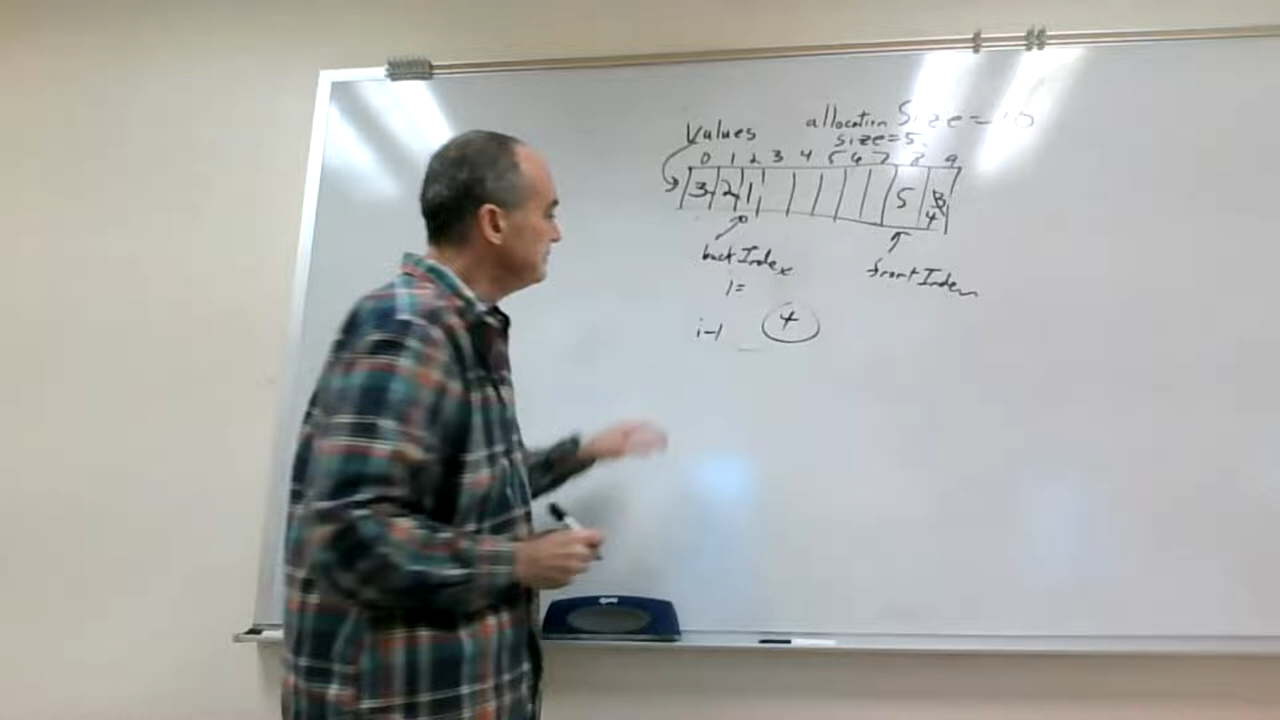 Values allocation Size = 10
size=5
0 1 2 3 4 5 6 7 8 9
3 2 1 5
4
backIndex frontIndex
1=
i-1 4